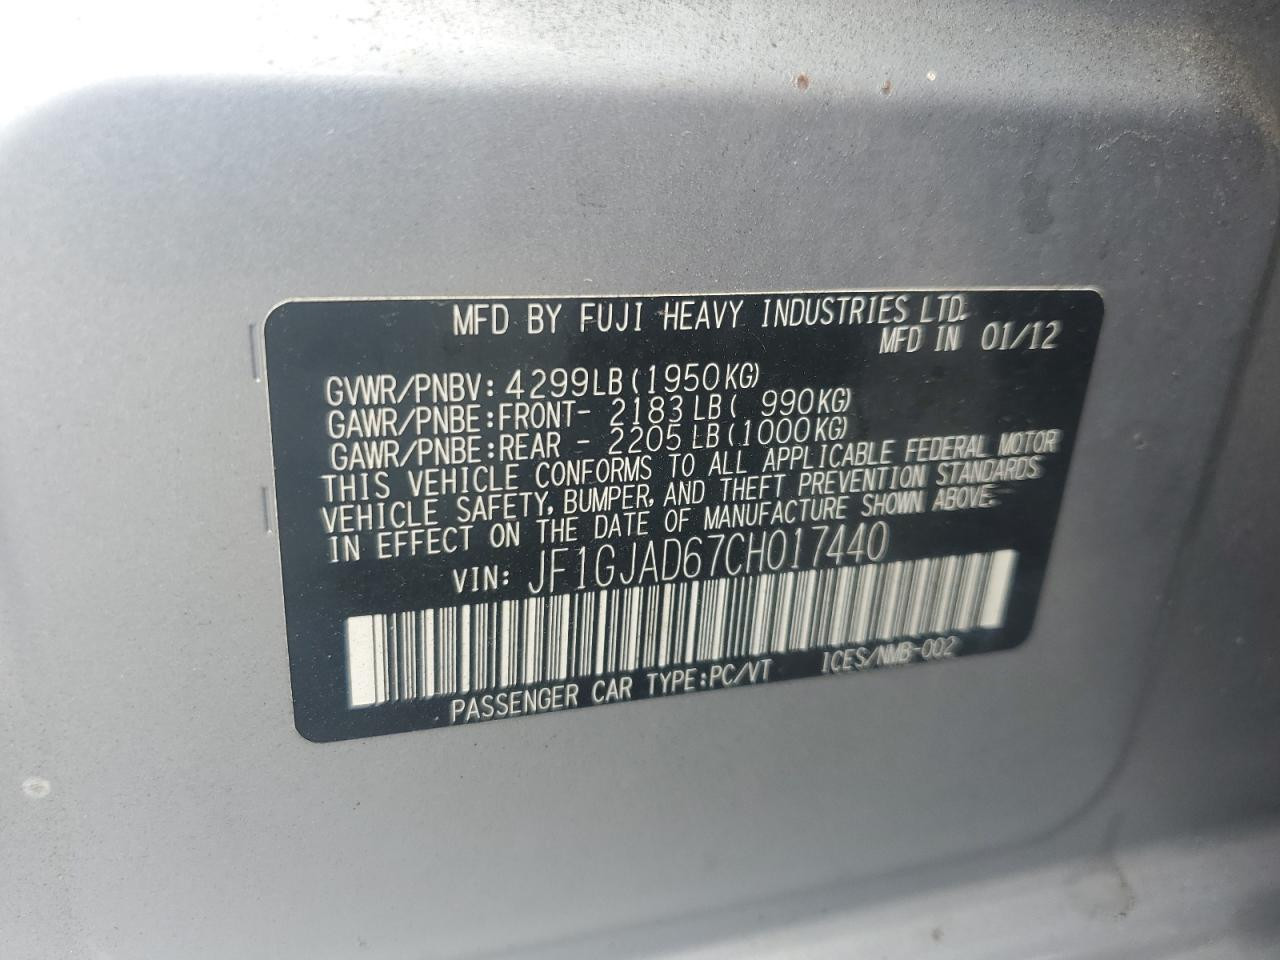 MFD BY FUJI HEAVY INDUSTRIES LTD.
MFD IN 01/12
GVWR/PNBV: 4299LB(1950KG)
GAWR/PNBE:FRONT- 2183LB( 990KG)
GAWR/PNBE:REAR - 2205LB(1000KG)
THIS VEHICLE CONFORMS TO ALL APPLICABLE FEDERAL MOTOR
VEHICLE SAFETY, BUMPER, AND THEFT PREVENTION STANDARDS
IN EFFECT ON THE DATE OF MANUFACTURE SHOWN ABOVE.
VIN: JF1GJAD67CH017440
PASSENGER CAR TYPE:PC/VT ICES/NMB-002